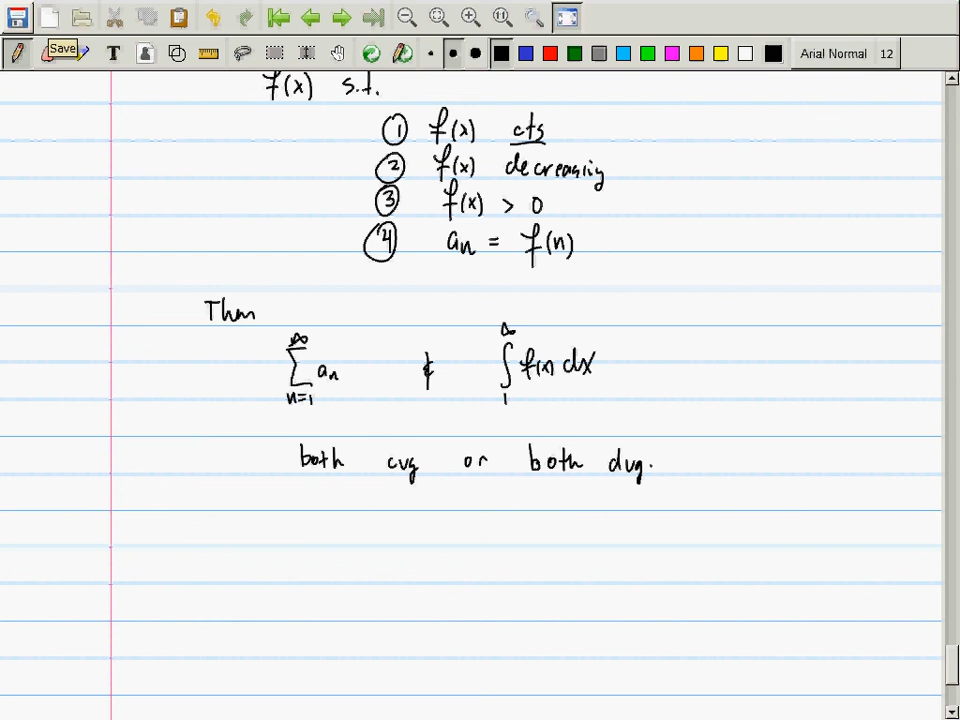 Save T Arial Normal 12
f(x) s.t.
① f(x) cts
② f(x) decreasing
③ f(x) > 0
④ aₙ = f(n)
Thm
∞ ∞
∑ aₙ & ∫ f(x) dx
n=1 1
both cvg or both dvg.